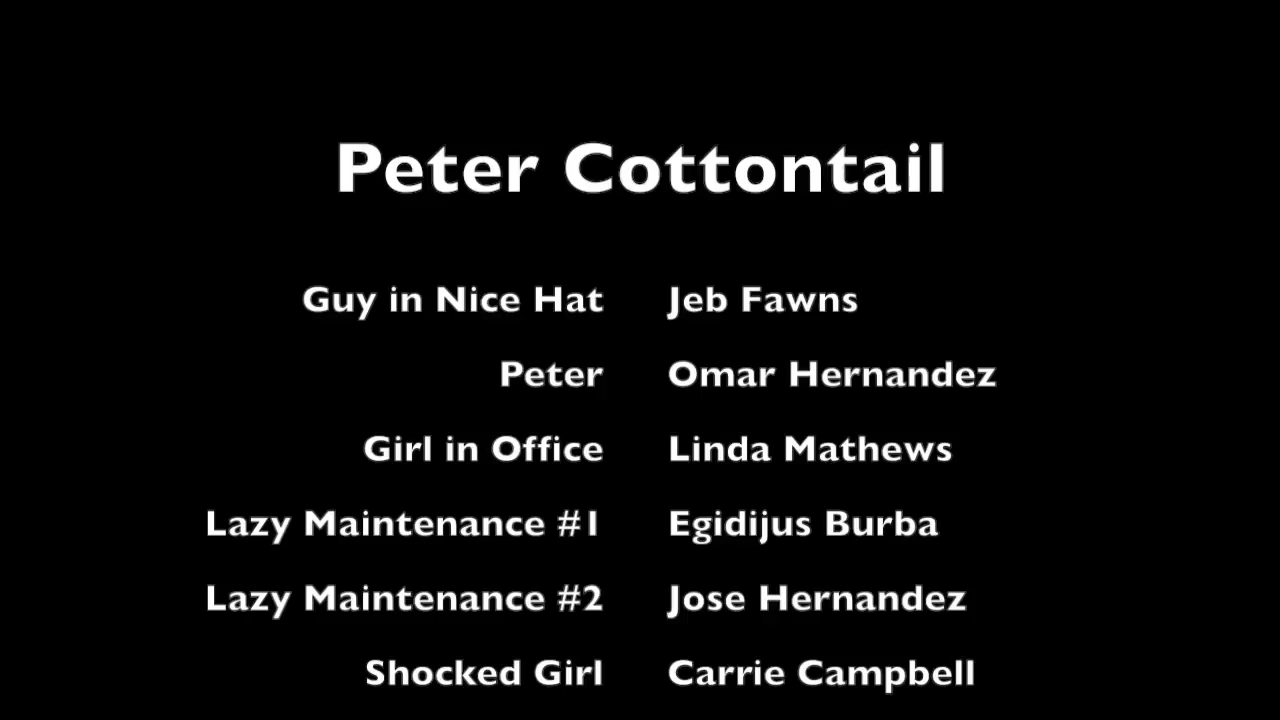 Peter Cottontail
Guy in Nice Hat Jeb Fawns
Peter Omar Hernandez
Girl in Office Linda Mathews
Lazy Maintenance #1 Egidijus Burba
Lazy Maintenance #2 Jose Hernandez
Shocked Girl Carrie Campbell